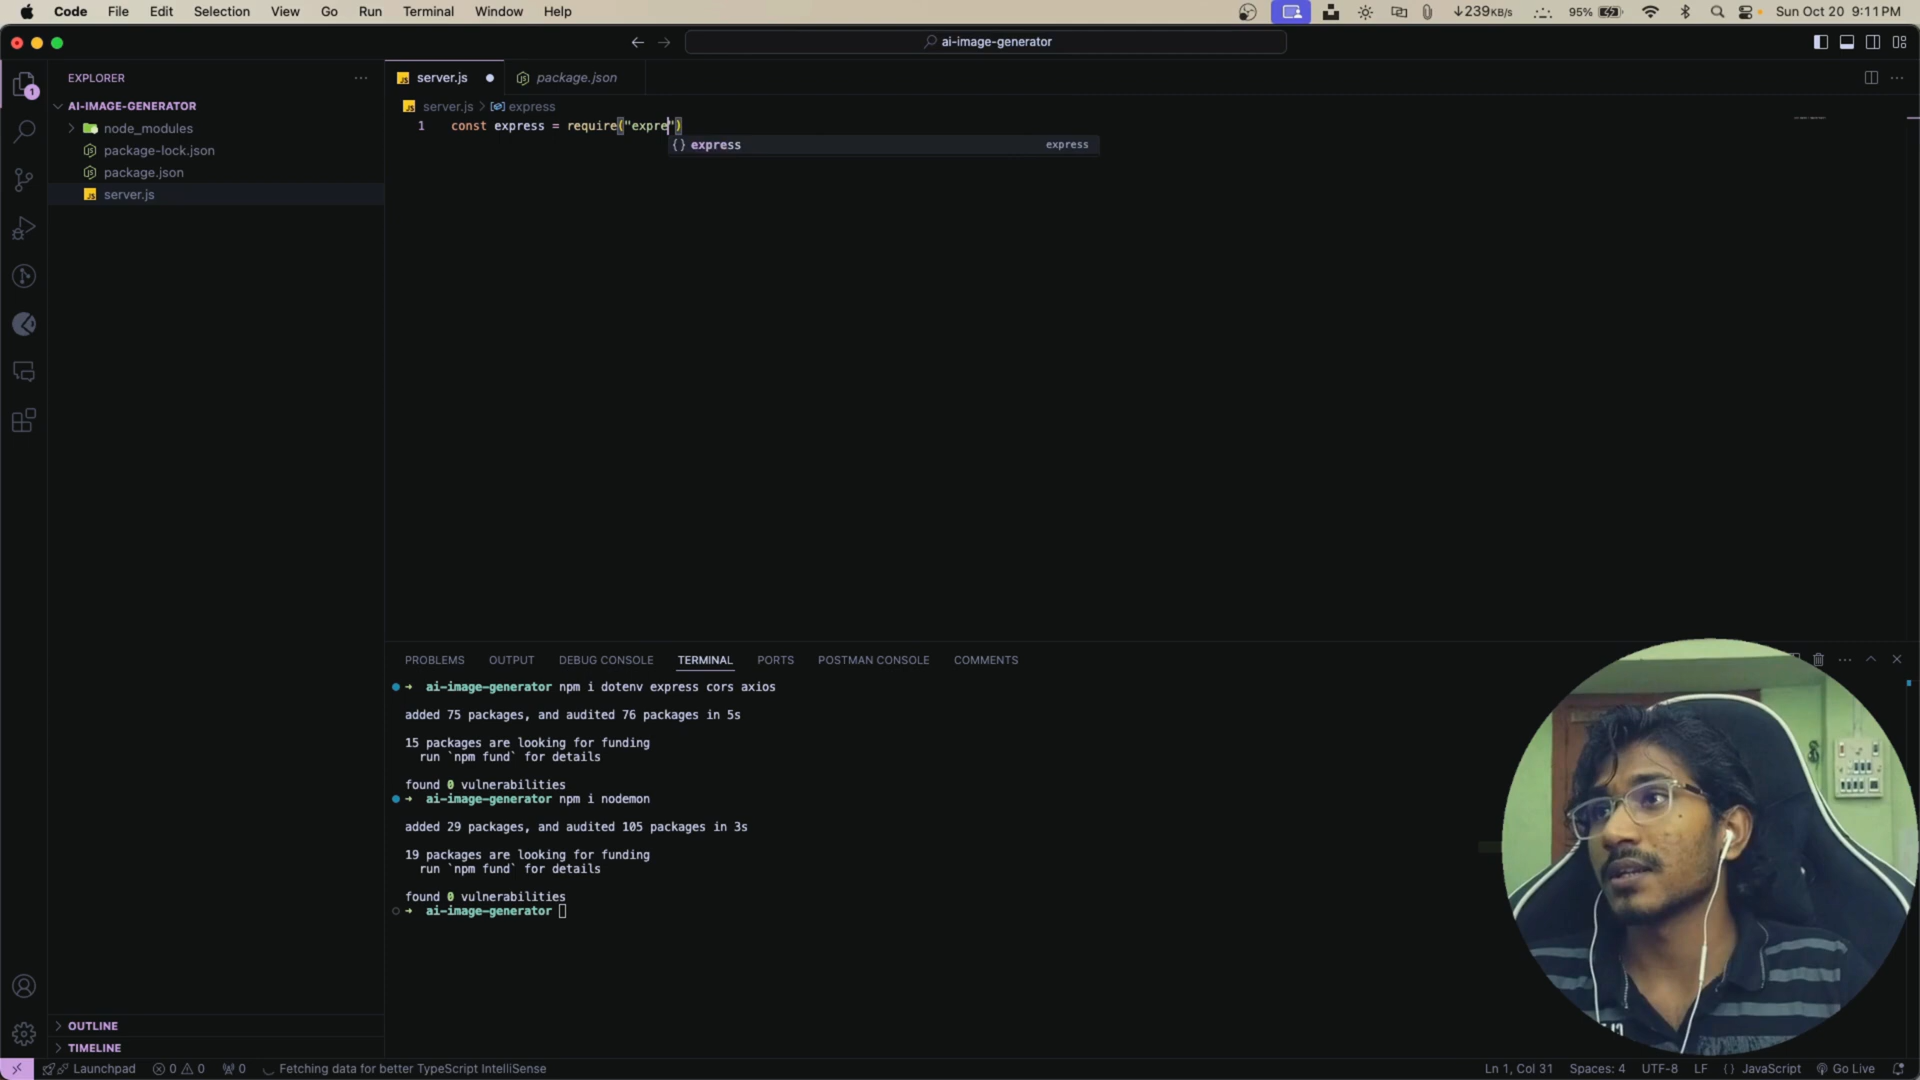 Code File Edit Selection View Go Run Terminal Window Help
↓239KB/s 95% Sun Oct 20 9:11 PM
ai-image-generator
EXPLORER
AI-IMAGE-GENERATOR
node_modules
package-lock.json
package.json
server.js
server.js package.json
server.js > express
1 const express = require("expre")
{} express express
PROBLEMS OUTPUT DEBUG CONSOLE TERMINAL PORTS POSTMAN CONSOLE COMMENTS
→ ai-image-generator npm i dotenv express cors axios
added 75 packages, and audited 76 packages in 5s
15 packages are looking for funding
run `npm fund` for details
found 0 vulnerabilities
→ ai-image-generator npm i nodemon
added 29 packages, and audited 105 packages in 3s
19 packages are looking for funding
run `npm fund` for details
found 0 vulnerabilities
→ ai-image-generator
OUTLINE
TIMELINE
Launchpad 0 0 0 Fetching data for better TypeScript IntelliSense
Ln 1, Col 31 Spaces: 4 UTF-8 LF {} JavaScript Go Live
1